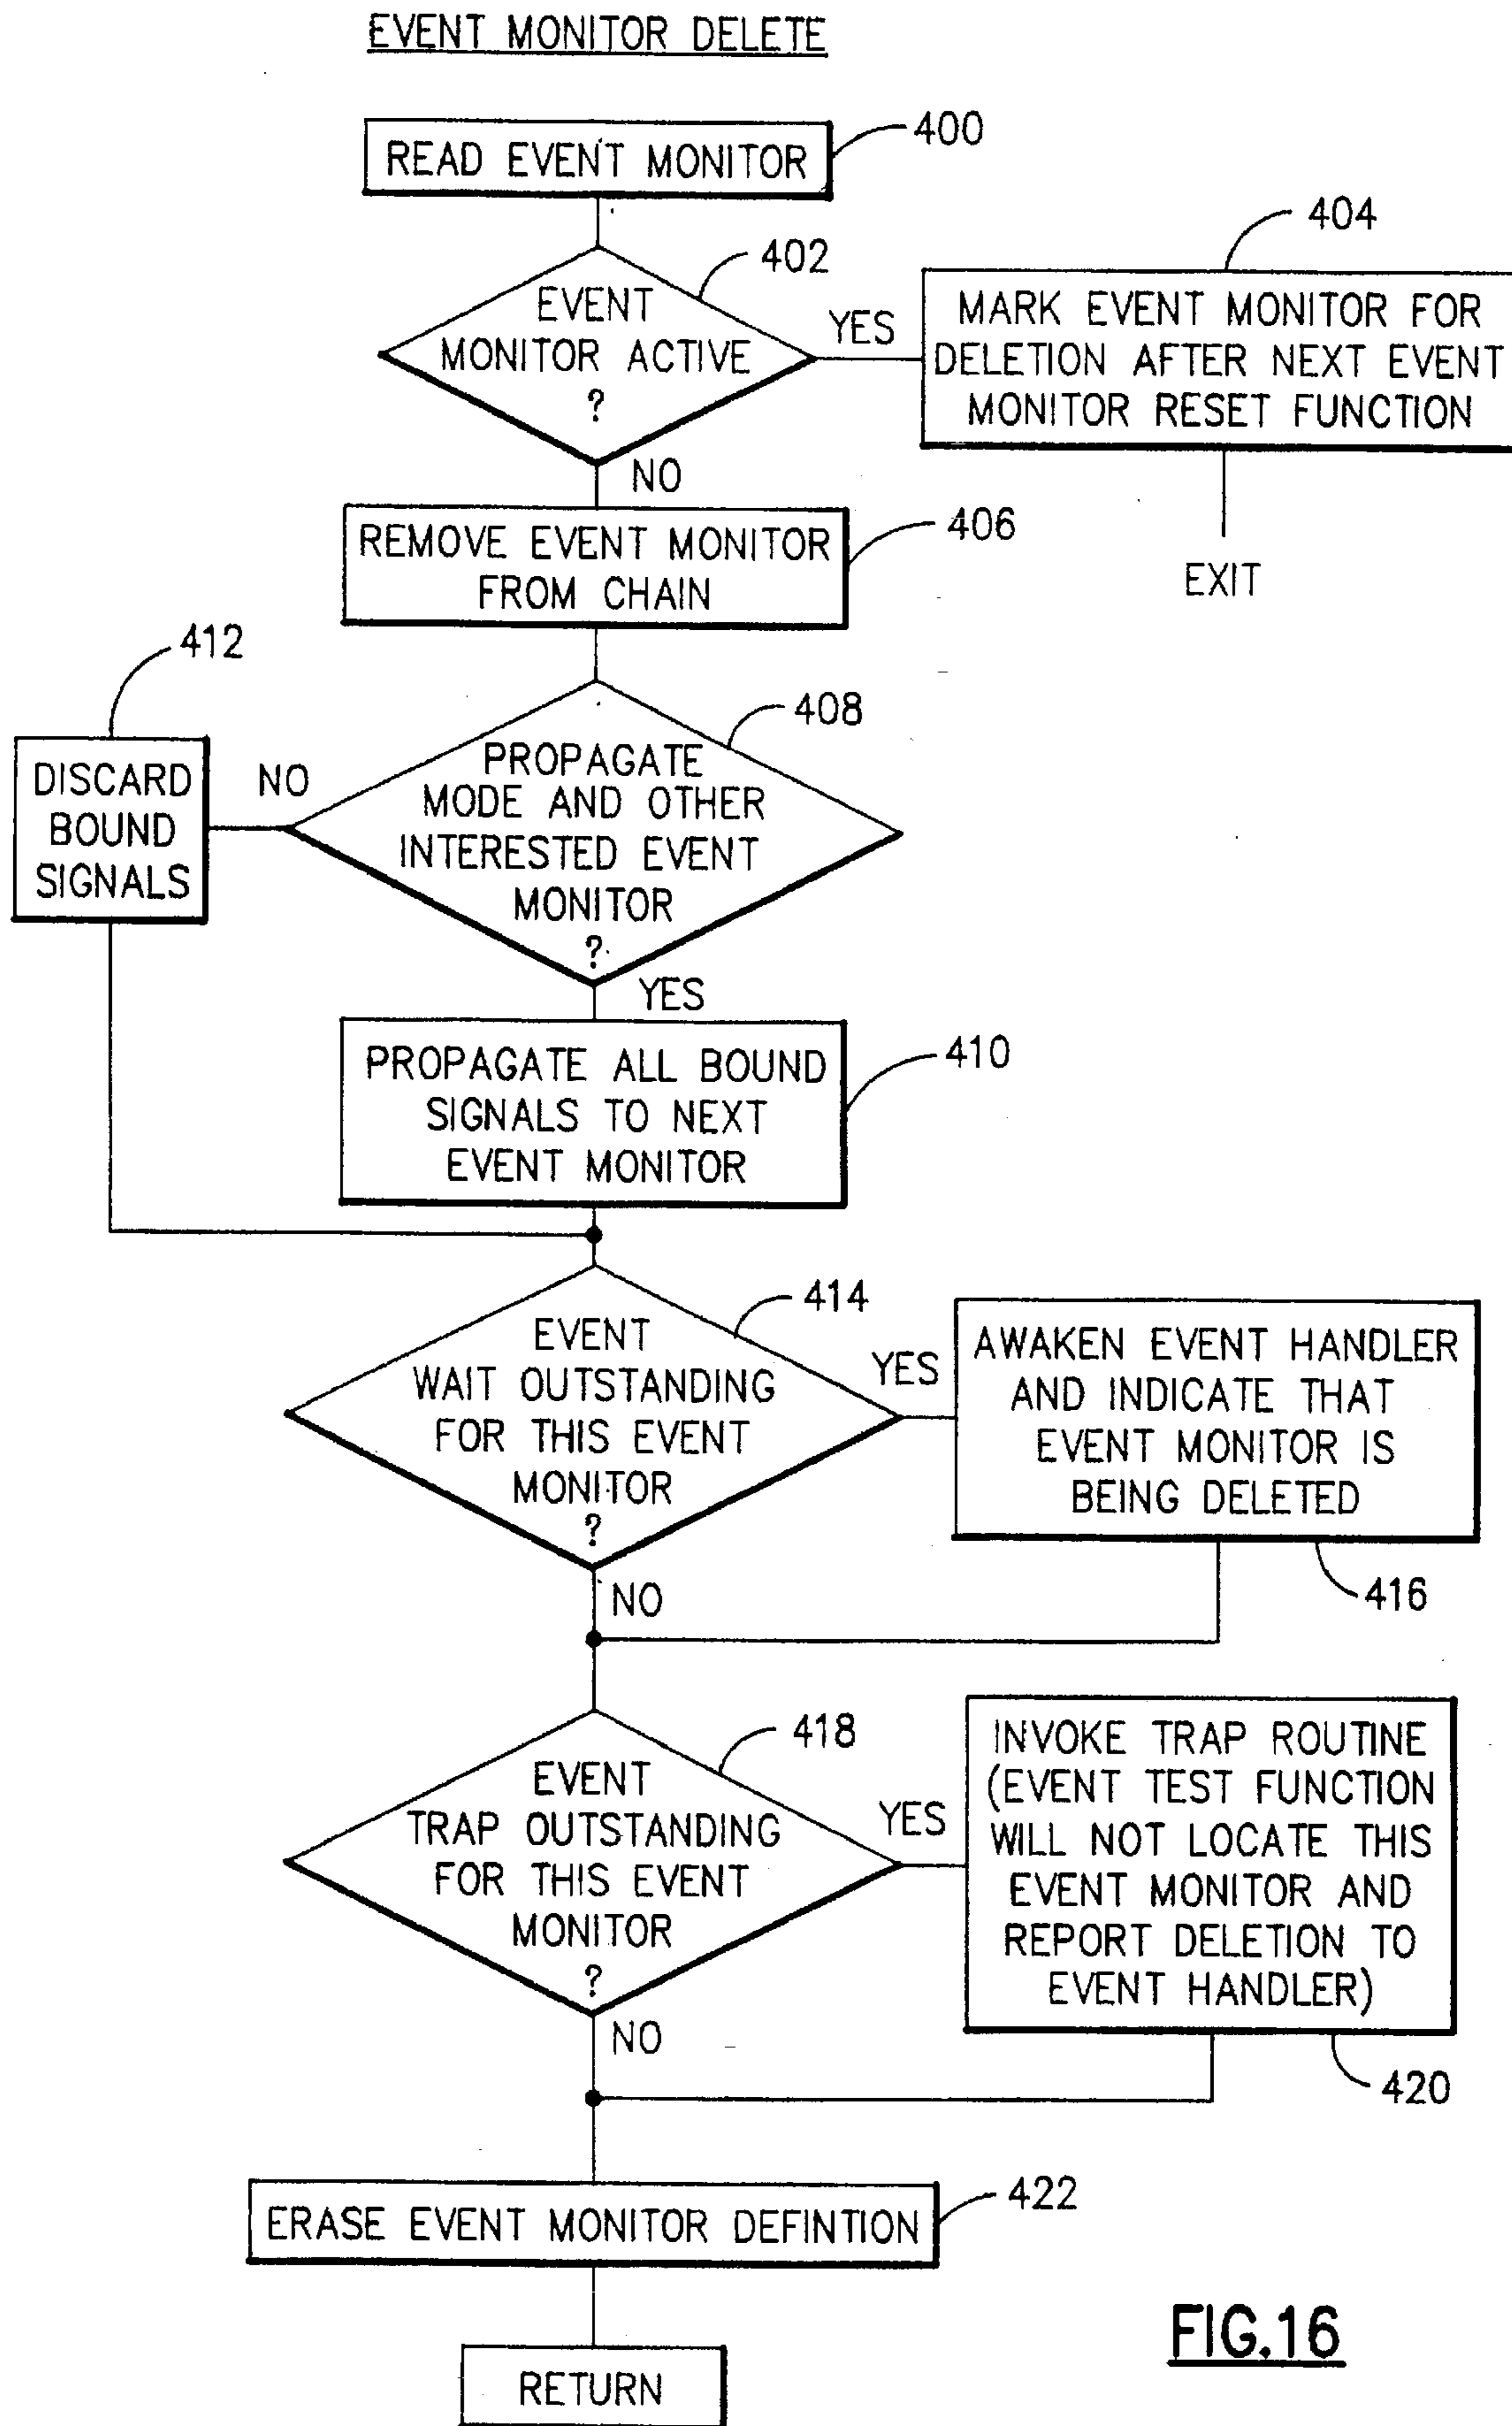 EVENT MONITOR DELETE
READ EVENT MONITOR
400
402
EVENT
MONITOR ACTIVE
?
YES
404
MARK EVENT MONITOR FOR
DELETION AFTER NEXT EVENT
MONITOR RESET FUNCTION
EXIT
NO
REMOVE EVENT MONITOR
FROM CHAIN
406
412
DISCARD
BOUND
SIGNALS
NO
408
PROPAGATE
MODE AND OTHER
INTERESTED EVENT
MONITOR
?
YES
PROPAGATE ALL BOUND
SIGNALS TO NEXT
EVENT MONITOR
410
414
EVENT
WAIT OUTSTANDING
FOR THIS EVENT
MONITOR
?
YES
AWAKEN EVENT HANDLER
AND INDICATE THAT
EVENT MONITOR IS
BEING DELETED
416
NO
418
EVENT
TRAP OUTSTANDING
FOR THIS EVENT
MONITOR
?
YES
INVOKE TRAP ROUTINE
(EVENT TEST FUNCTION
WILL NOT LOCATE THIS
EVENT MONITOR AND
REPORT DELETION TO
EVENT HANDLER)
420
NO
ERASE EVENT MONITOR DEFINTION
422
RETURN
FIG.16